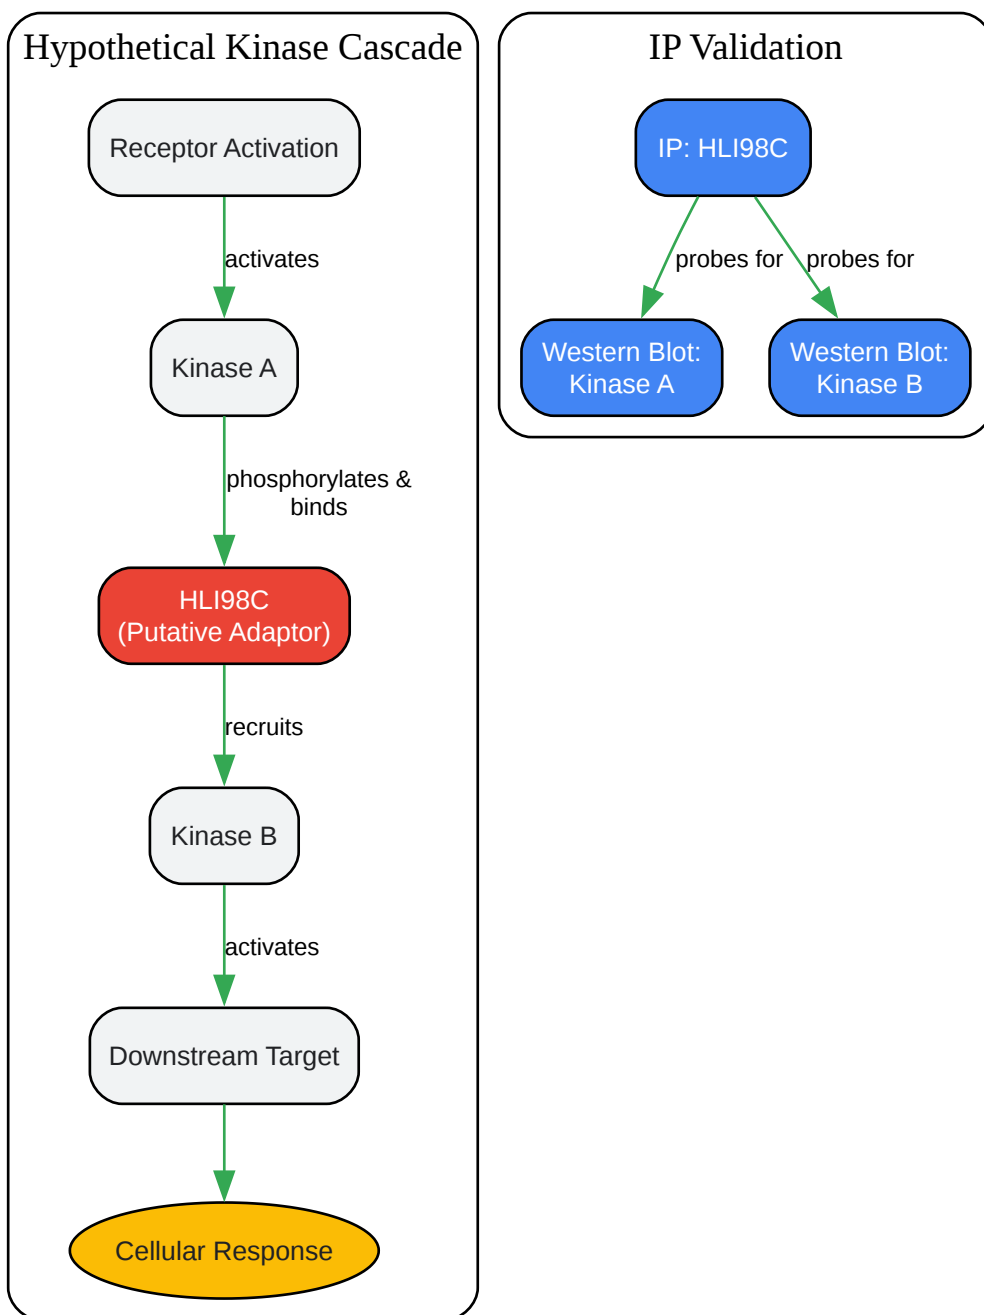 Hypothetical Kinase Cascade
Receptor Activation
activates
Kinase A
phosphorylates &
binds
HLI98C
(Putative Adaptor)
recruits
Kinase B
activates
Downstream Target
Cellular Response
IP Validation
IP: HLI98C
probes for
probes for
Western Blot:
Kinase A
Western Blot:
Kinase B